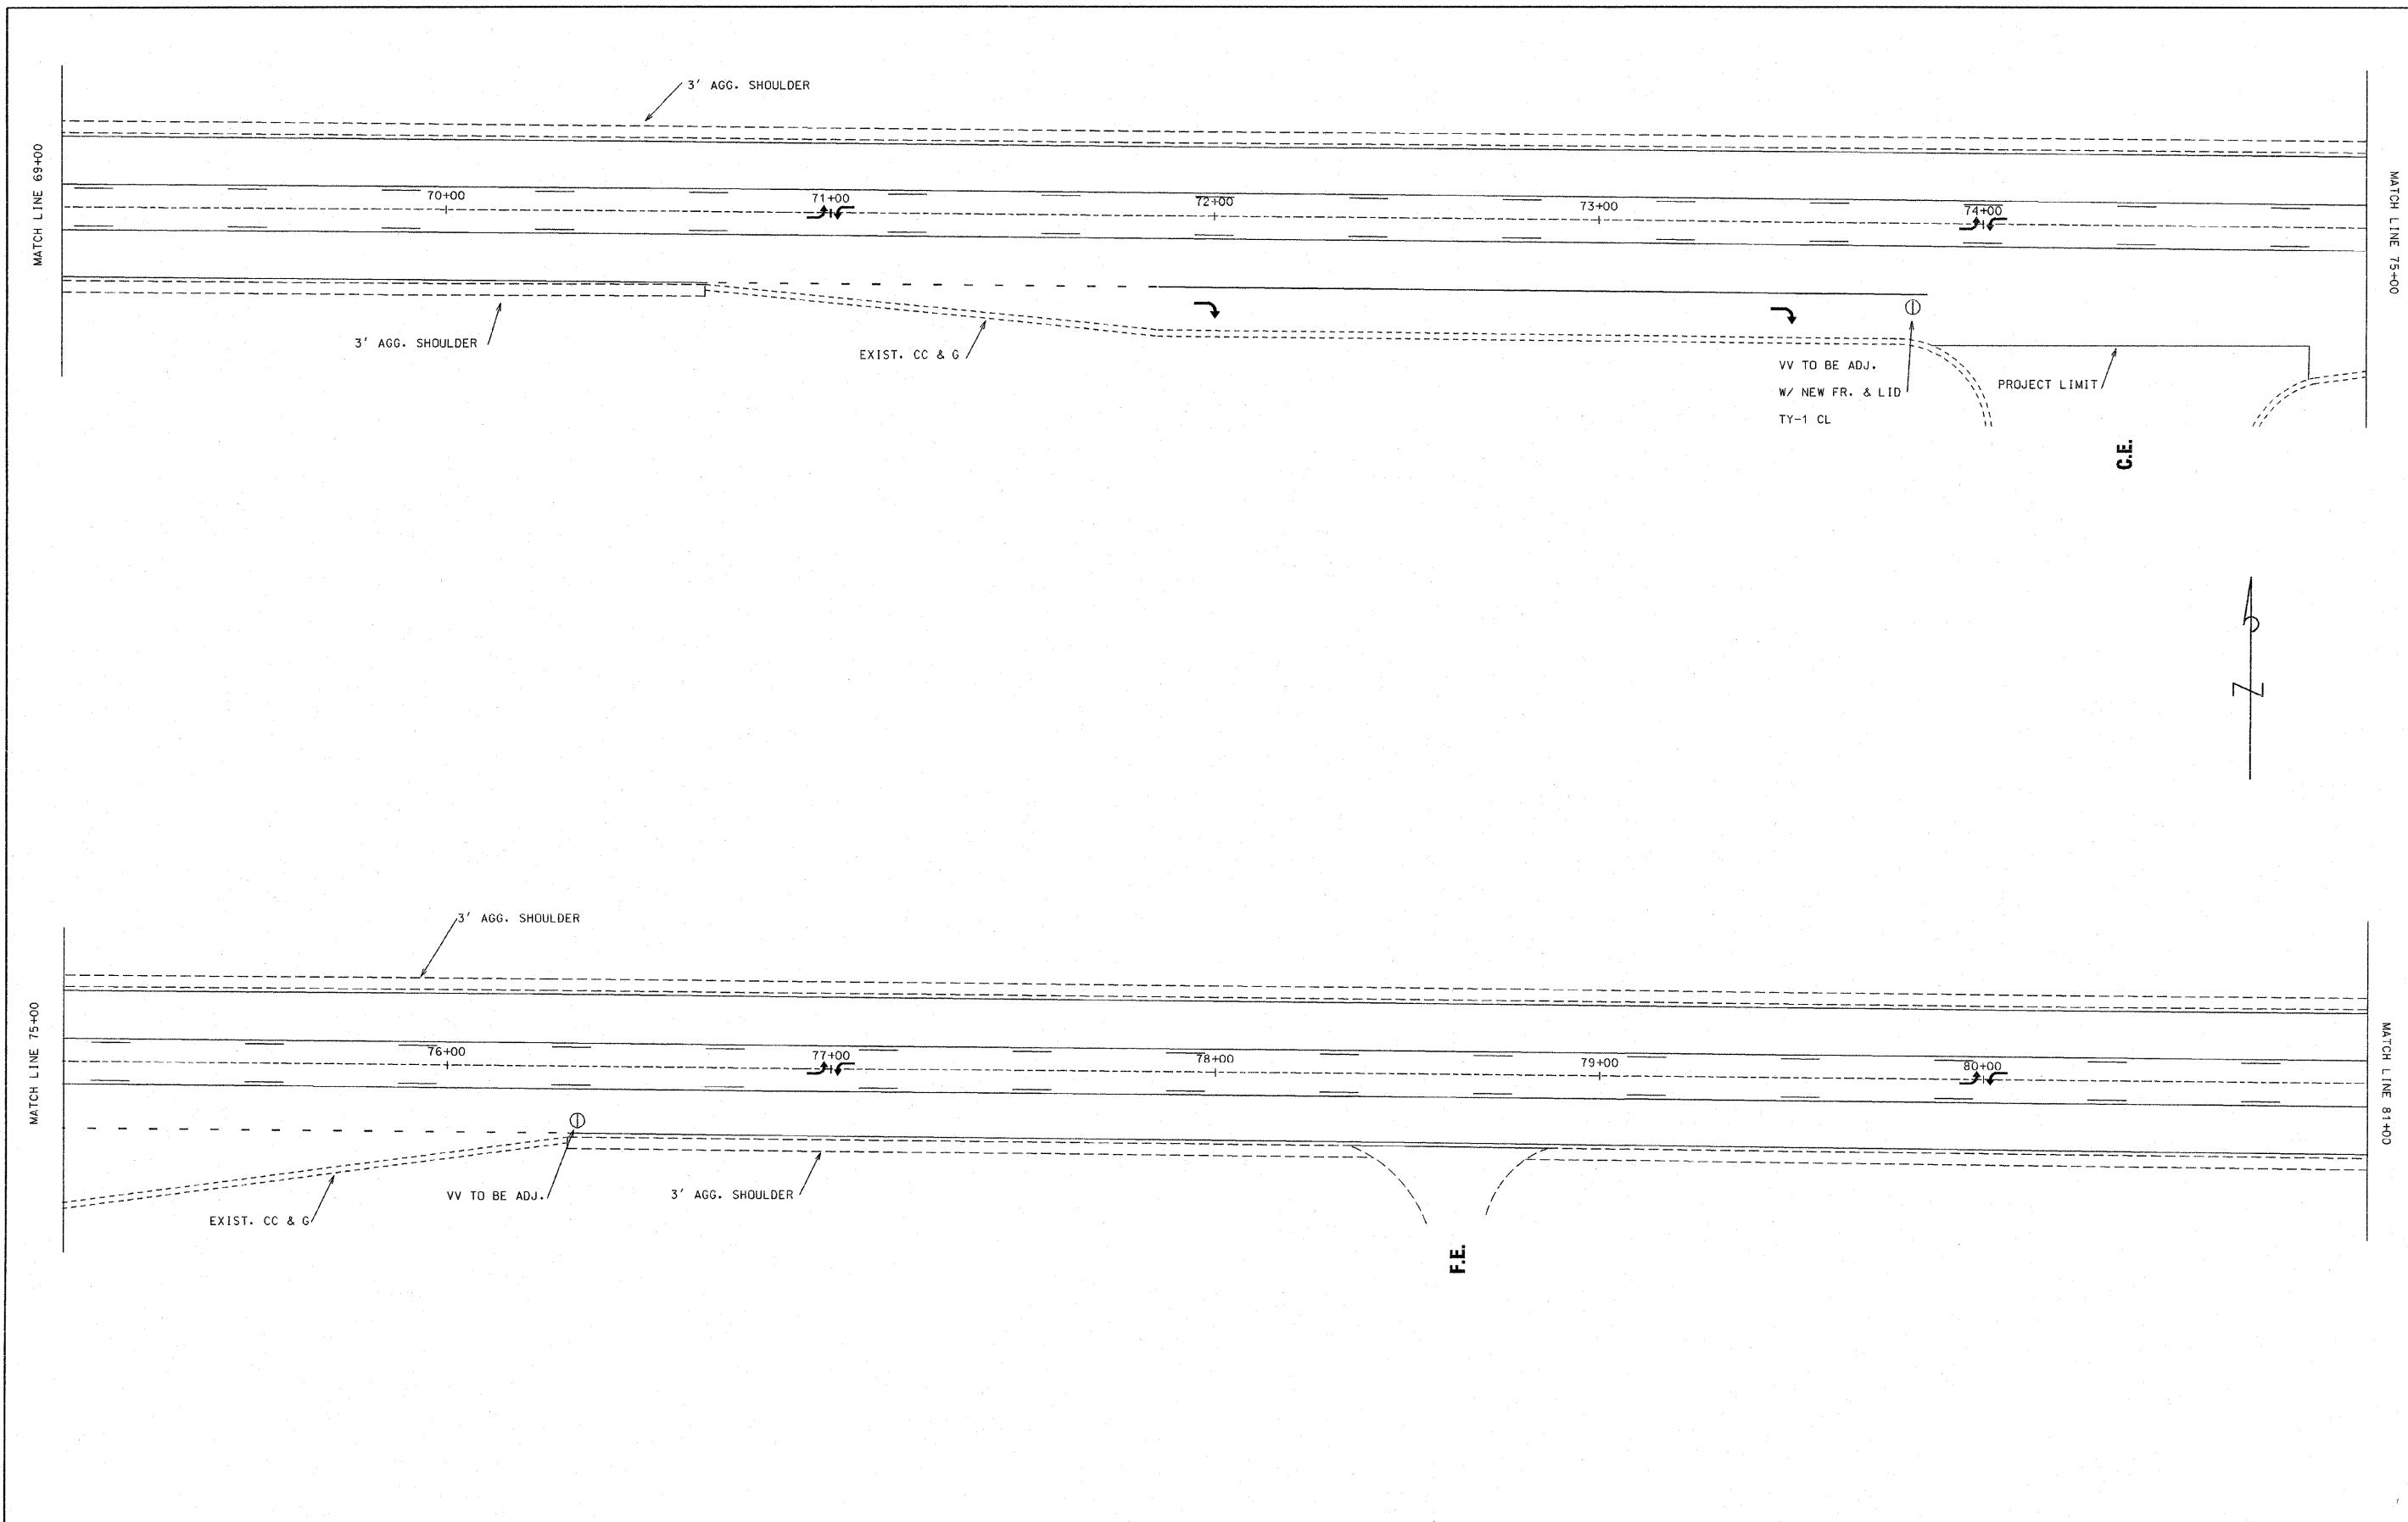 3' AGG. SHOULDER
MATCH LINE 69+00
70+00
71+00
72+00
73+00
74+00
MATCH LINE 75+00
3' AGG. SHOULDER
EXIST. CC & G
VV TO BE ADJ.
W/ NEW FR. & LID
TY-1 CL
PROJECT LIMIT
C.E.
Z
3' AGG. SHOULDER
MATCH LINE 75+00
76+00
77+00
78+00
79+00
80+00
MATCH LINE 81+00
VV TO BE ADJ.
3' AGG. SHOULDER
EXIST. CC & G
F.E.